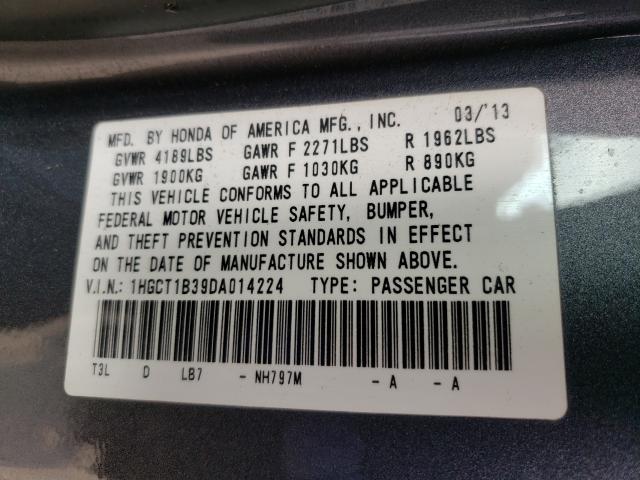 MFD. BY HONDA OF AMERICA MFG., INC. 03/'13
GVWR 4189LBS GAWR F 2271LBS R 1962LBS
GVWR 1900KG GAWR F 1030KG R 890KG
THIS VEHICLE CONFORMS TO ALL APPLICABLE
FEDERAL MOTOR VEHICLE SAFETY, BUMPER,
AND THEFT PREVENTION STANDARDS IN EFFECT
ON THE DATE OF MANUFACTURE SHOWN ABOVE.
V.I.N.: 1HGCT1B39DA014224 TYPE: PASSENGER CAR
T3L D LB7 - NH797M - A - A